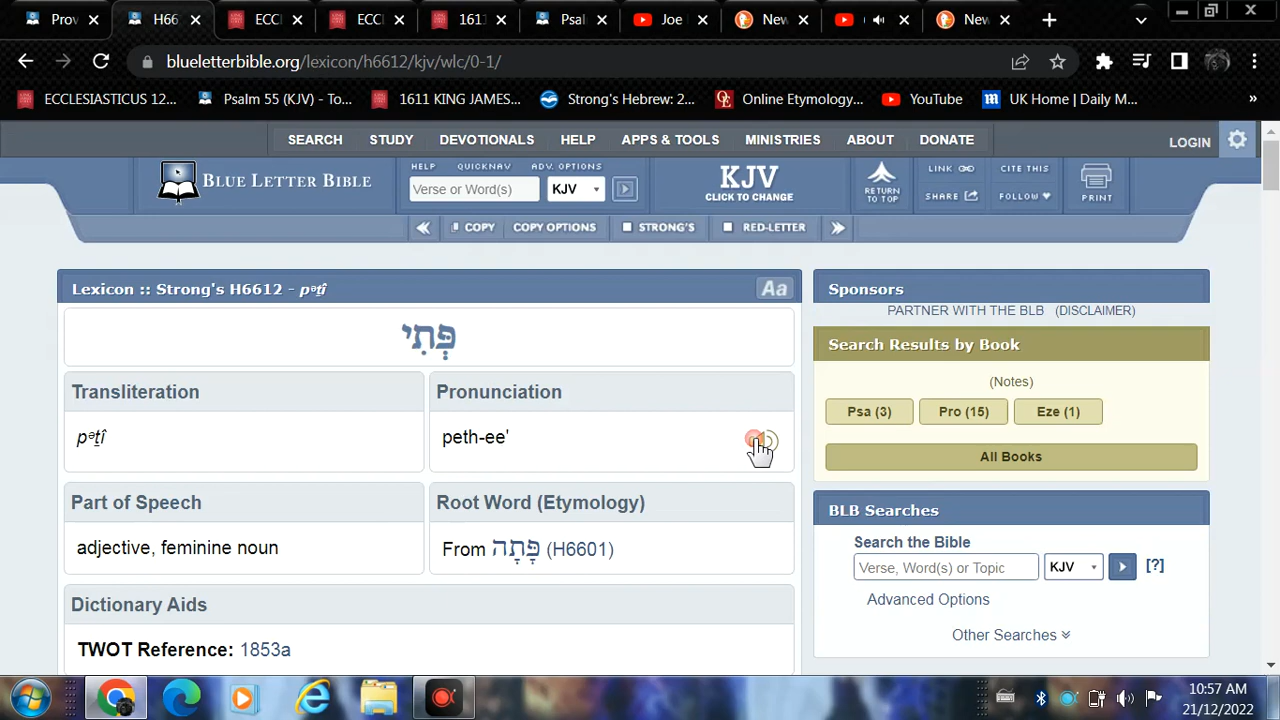 Prov
H66
ECCl
ECCl
1611
Psal
Joe
New
New
blueletterbible.org/lexicon/h6612/kjv/wlc/0-1/
ECCLESIASTICUS 12...
Psalm 55 (KJV) - To...
1611 KING JAMES...
Strong's Hebrew: 2...
Online Etymology...
YouTube
UK Home | Daily M...
SEARCH STUDY DEVOTIONALS HELP APPS & TOOLS MINISTRIES ABOUT DONATE
LOGIN
BLUE LETTER BIBLE
HELP QUICKNAV ADV. OPTIONS
Verse or Word(s)
KJV
KJV
CLICK TO CHANGE
RETURN
TO TOP
LINK
CITE THIS
SHARE
FOLLOW
PRINT
COPY COPY OPTIONS STRONG'S RED-LETTER
Lexicon :: Strong's H6612 - pᵊṯî
Aa
פְּתִי
Transliteration
pᵊṯî
Pronunciation
peth-ee'
Part of Speech
adjective, feminine noun
Root Word (Etymology)
From פָּתָה (H6601)
Dictionary Aids
TWOT Reference: 1853a
Sponsors
PARTNER WITH THE BLB (DISCLAIMER)
Search Results by Book
(Notes)
Psa (3)
Pro (15)
Eze (1)
All Books
BLB Searches
Search the Bible
Verse, Word(s) or Topic
KJV
[?]
Advanced Options
Other Searches
10:57 AM
21/12/2022